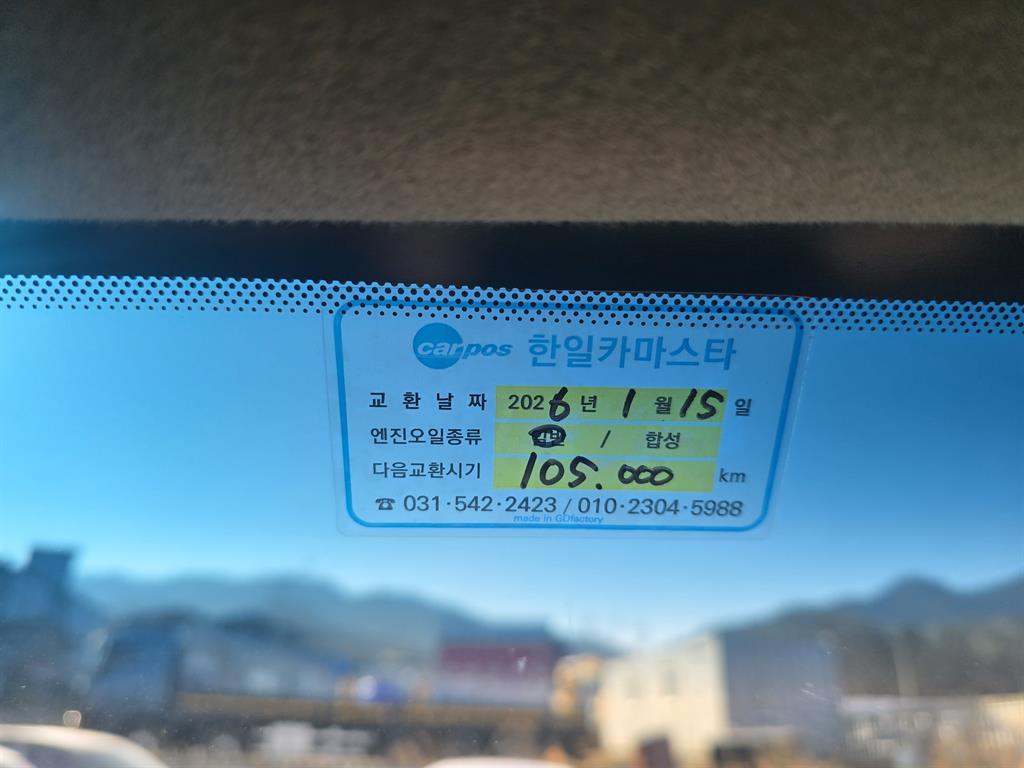 carpos 한일카마스타
교환날짜 2026년 1월 15일
엔진오일종류 일반 / 합성
다음교환시기 105.000 km
☎ 031·542·2423 / 010·2304·5988
made in GDfactory